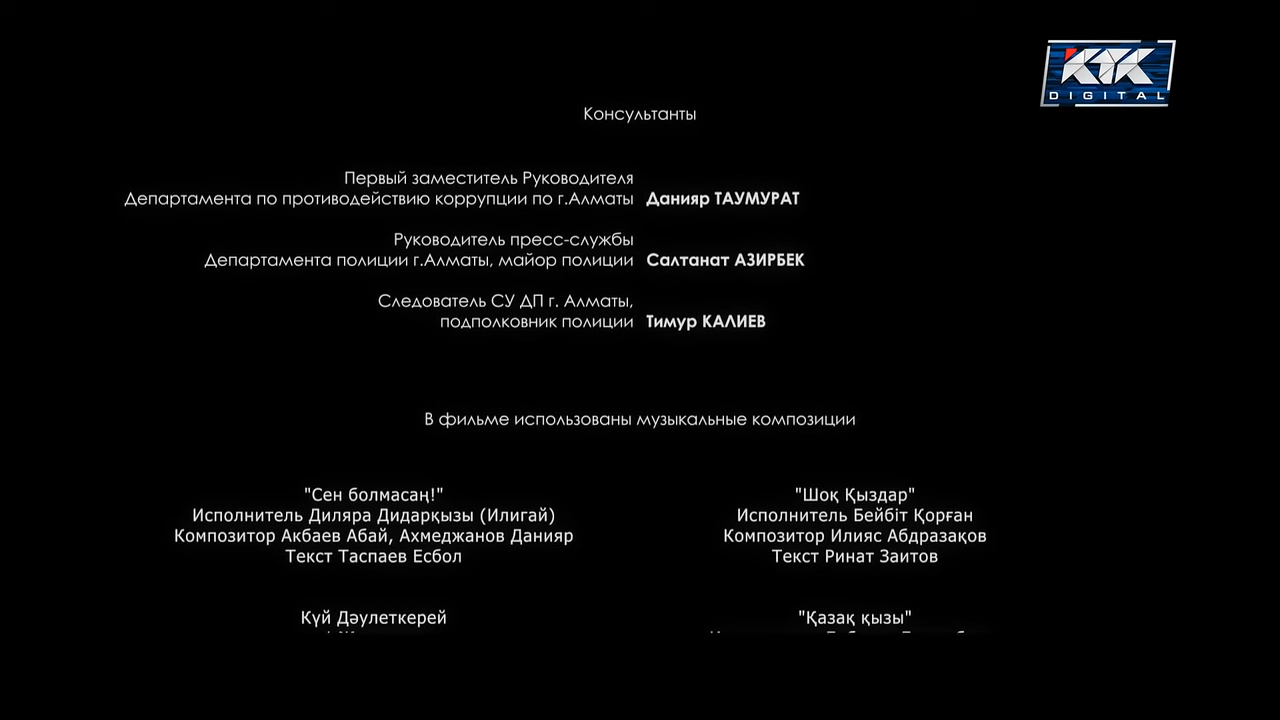 КТК
DIGITAL
Консультанты
Первый заместитель Руководителя
Департамента по противодействию коррупции по г.Алматы Данияр ТАУМУРАТ
Руководитель пресс-службы
Департамента полиции г.Алматы, майор полиции Салтанат АЗИРБЕК
Следователь СУ ДП г. Алматы,
подполковник полиции Тимур КАЛИЕВ
В фильме использованы музыкальные композиции
"Сен болмасаң!"
Исполнитель Диляра Дидарқызы (Илигай)
Композитор Акбаев Абай, Ахмеджанов Данияр
Текст Таспаев Есбол
"Шоқ Қыздар"
Исполнитель Бейбіт Қорған
Композитор Илияс Абдразақов
Текст Ринат Заитов
Күй Дәулеткерей
"Қазақ қызы"